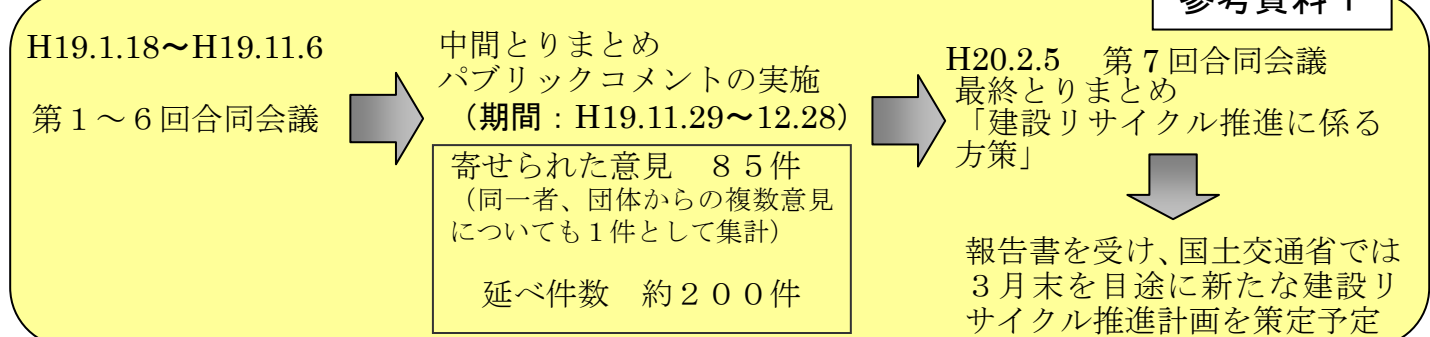 参考資料1
H19.1.18～H19.11.6
第１～６回合同会議
中間とりまとめ
パブリックコメントの実施
（期間：H19.11.29～12.28）
寄せられた意見　８５件
（同一者、団体からの複数意見
についても１件として集計）
延べ件数　約２００件
H20.2.5　第７回合同会議
最終とりまとめ
「建設リサイクル推進に係る
方策」
報告書を受け、国土交通省では
３月末を目途に新たな建設リ
サイクル推進計画を策定予定